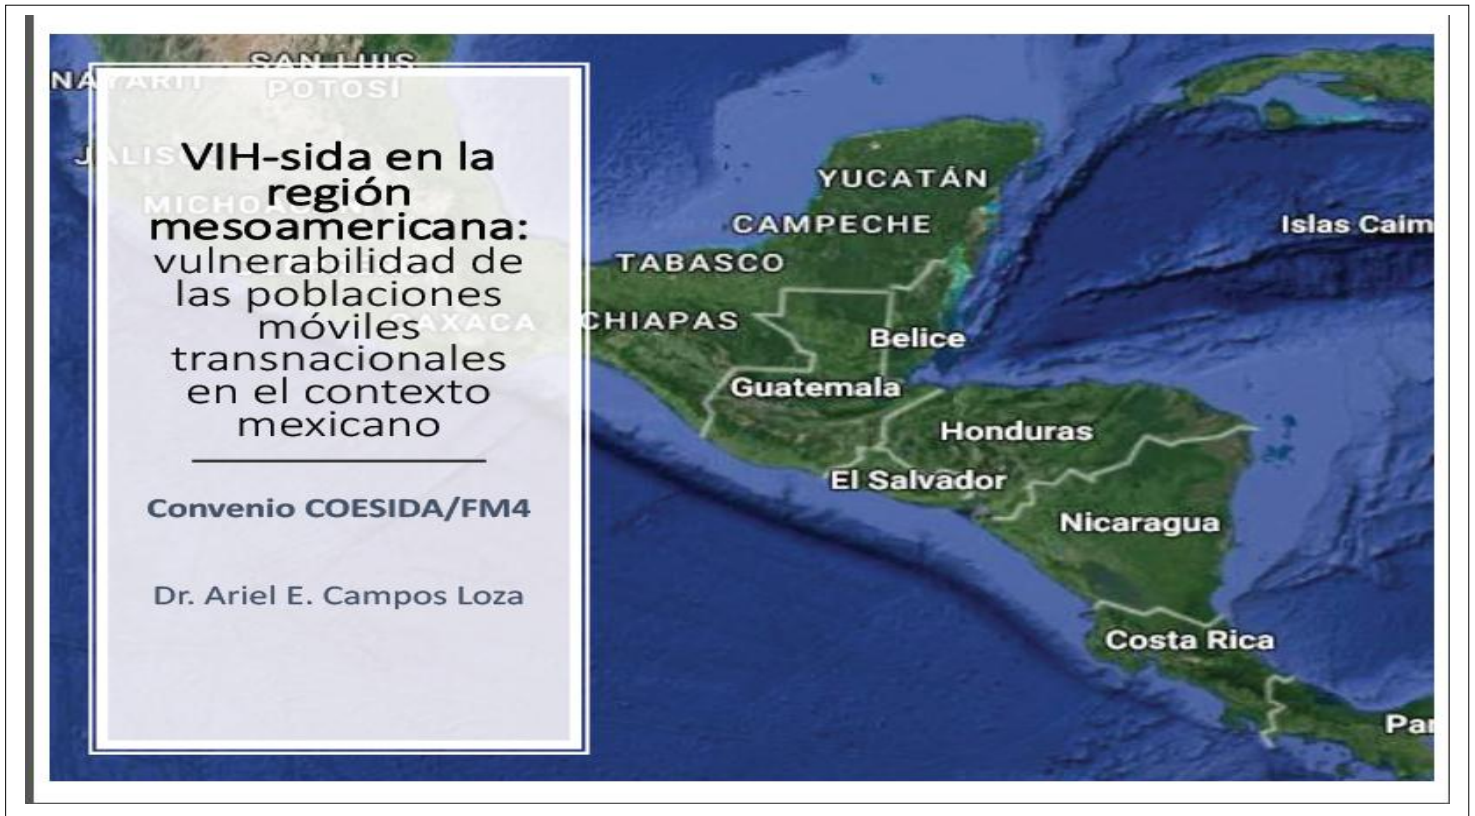 VIH-sida en la
región
mesoamericana:
vulnerabilidad de
las poblaciones
móviles
transnacionales
en el contexto
mexicano
Convenio COESIDA/FM4
Dr. Ariel E. Campos Loza
SAN LUIS
POTOSÍ
NAYARIT
YUCATÁN
CAMPECHE
Islas Caim
TABASCO
OAXACA
CHIAPAS
Belice
Guatemala
Honduras
El Salvador
Nicaragua
Costa Rica